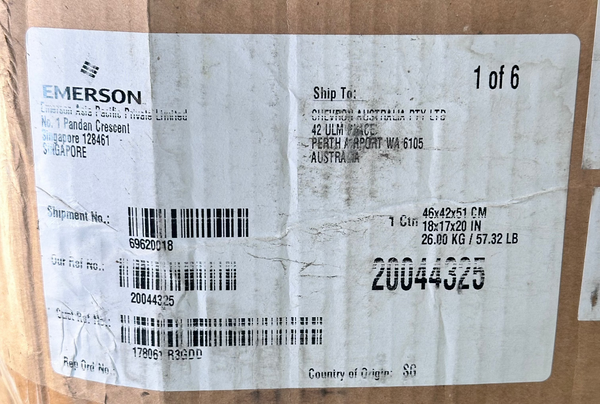 EMERSON
Emerson Asia Pacific Private Limited
No. 1 Pandan Crescent
Singapore 128461
SINGAPORE
Ship To:
1 of 6
CHEVRON AUSTRALIA PTY LTD
42 ULM PLACE
PERTH AIRPORT WA 6105
AUSTRALIA
Shipment No.:
69620018
1 Ctn
46x42x51 CM
18x17x20 IN
26.00 KG / 57.32 LB
Our Ref No.:
20044325
20044325
Cust Ref No.:
178061 R3GDD
Rep Ord No.:
Country of Origin: SG